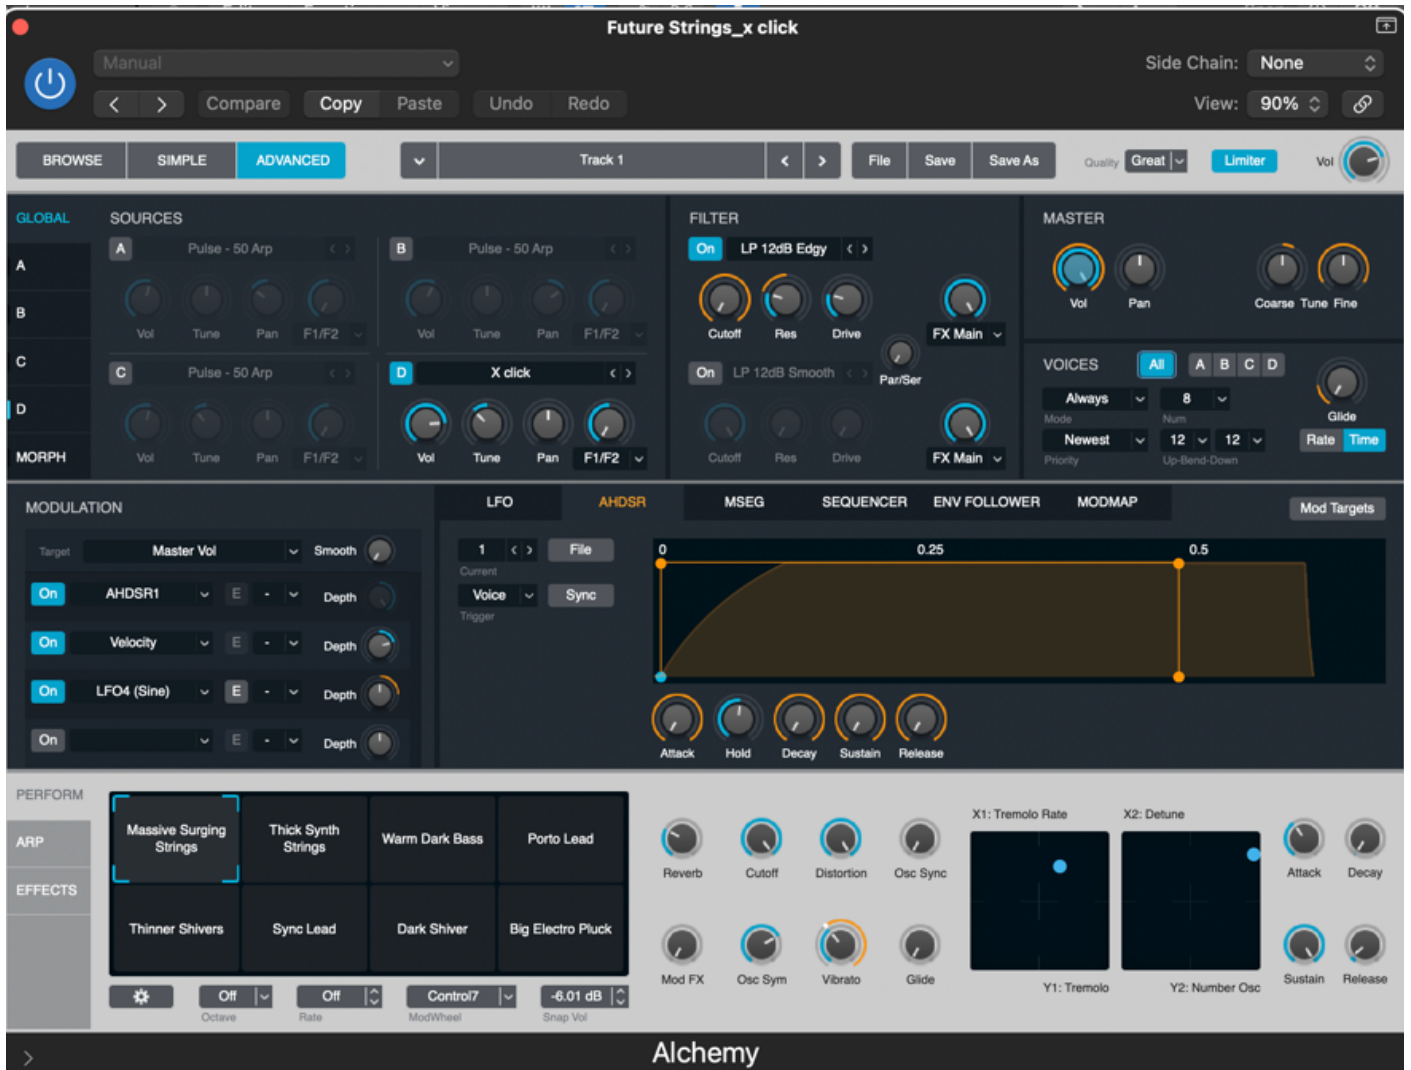 Future Strings_x click
Manual
Side Chain: None
Compare Copy Paste Undo Redo
View: 90%
BROWSE SIMPLE ADVANCED
Track 1
File Save Save As
Quality Great Limiter Vol
GLOBAL
A
B
C
D
MORPH
SOURCES
A Pulse - 50 Arp
Vol Tune Pan F1/F2
B Pulse - 50 Arp
Vol Tune Pan F1/F2
C Pulse - 50 Arp
Vol Tune Pan F1/F2
D X click
Vol Tune Pan F1/F2
FILTER
On LP 12dB Edgy
Cutoff Res Drive FX Main
Par/Ser
On LP 12dB Smooth
Cutoff Res Drive FX Main
MASTER
Vol Pan Coarse Tune Fine
VOICES All A B C D
Always 8
Mode Num
Glide
Newest 12 12
Rate Time
Priority Up-Bend-Down
MODULATION
Target Master Vol Smooth
On AHDSR1 E - Depth
On Velocity E - Depth
On LFO4 (Sine) E - Depth
On E - Depth
LFO AHDSR MSEG SEQUENCER ENV FOLLOWER MODMAP
Mod Targets
1 File
Current
Voice Sync
Trigger
0 0.25 0.5
Attack Hold Decay Sustain Release
PERFORM
ARP
EFFECTS
Massive Surging
Strings
Thick Synth
Strings
Warm Dark Bass
Porto Lead
Thinner Shivers
Sync Lead
Dark Shiver
Big Electro Pluck
Off Off Control7 -6.01 dB
Octave Rate ModWheel Snap Vol
Reverb Cutoff Distortion Osc Sync
Mod FX Osc Sym Vibrato Glide
X1: Tremolo Rate
Y1: Tremolo
X2: Detune
Y2: Number Osc
Attack Decay
Sustain Release
Alchemy